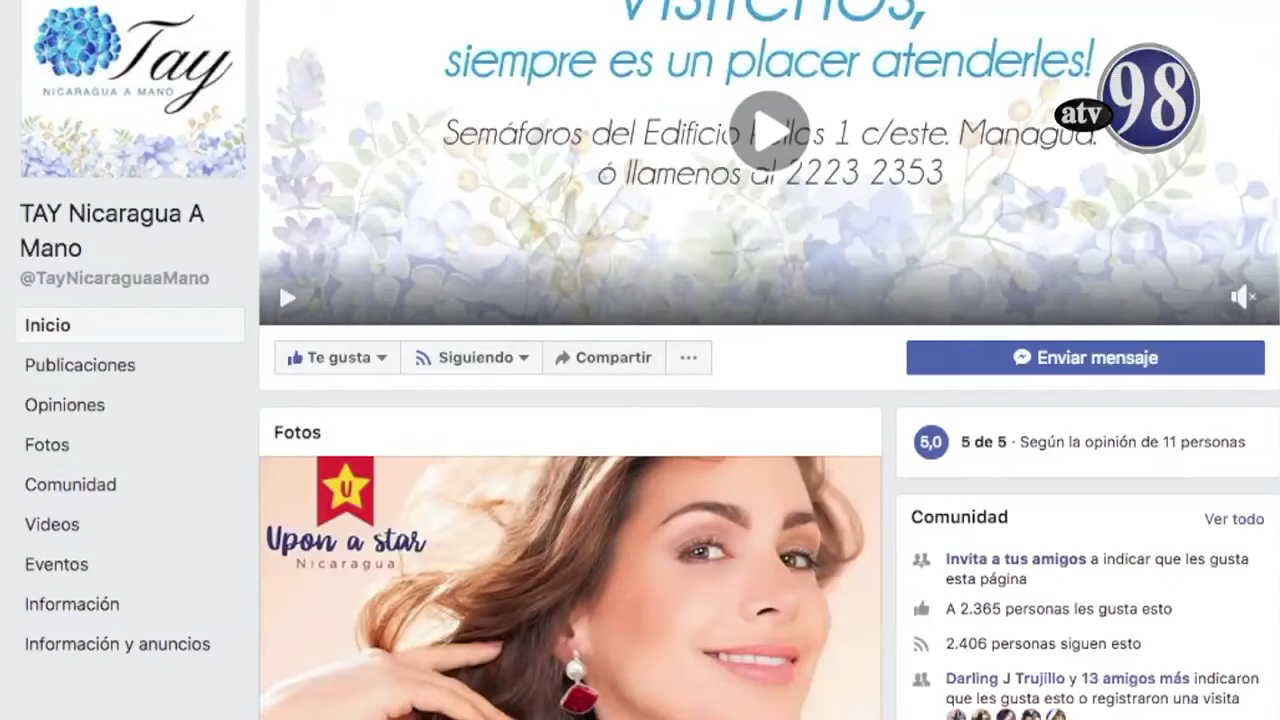 Tay
NICARAGUA A MANO
TAY Nicaragua A
Mano
@TayNicaraguaaMano
Inicio
Publicaciones
Opiniones
Fotos
Comunidad
Videos
Eventos
Información
Información y anuncios
Visítenos,
siempre es un placer atenderles!
Semáforos del Edificio 1 c/este. Managua.
ó llamenos al 2223 2353
atv 98
Te gusta
Siguiendo
Compartir
Enviar mensaje
Fotos
U
Upon a star
Nicaragua
5,0 5 de 5 · Según la opinión de 11 personas
Comunidad
Ver todo
Invita a tus amigos a indicar que les gusta
esta página
A 2.365 personas les gusta esto
2.406 personas siguen esto
Darling J Trujillo y 13 amigos más indicaron
que les gusta esto o registraron una visita